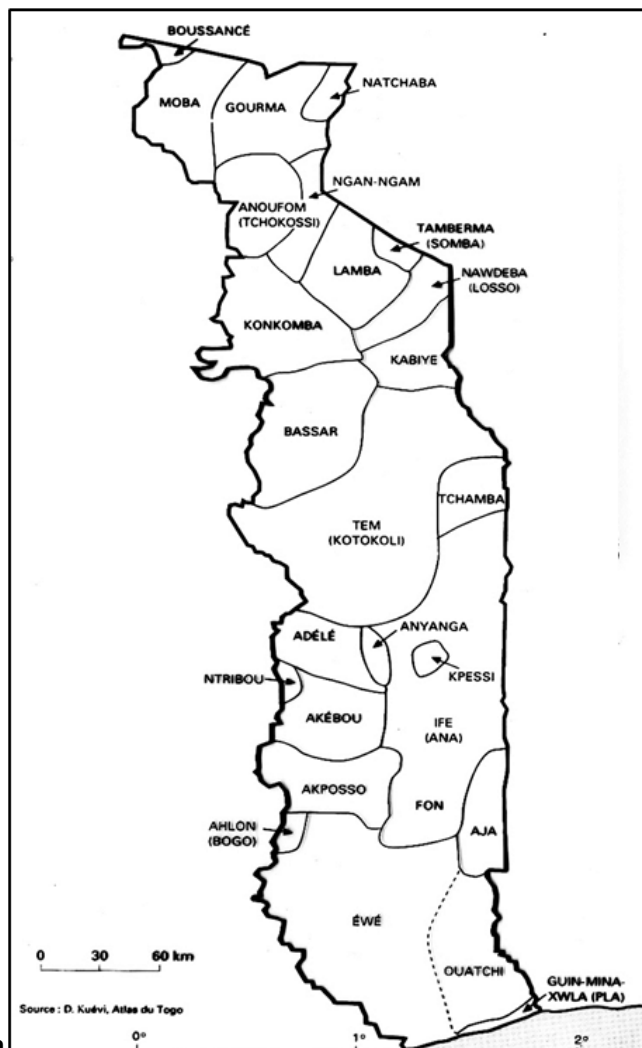 BOUSSANCÉ
NATCHABA
MOBA
GOURMA
NGAN-NGAM
ANOUFOM
(TCHOKOSSI)
TAMBERMA
(SOMBA)
LAMBA
NAWDEBA
(LOSSO)
KONKOMBA
KABIYE
BASSAR
TCHAMBA
TEM
(KOTOKOLI)
ANYANGA
ADÉLÉ
KPESSI
NTRIBOU
AKÉBOU
IFE
(ANA)
AKPOSSO
FON
AHLON
(BOGO)
AJA
ÉWÉ
0 30 60 km
OUATCHI
GUIN-MINA-
XWLA (PLA)
Source : D. Kuévi, Atlas du Togo
0° 1° 2°